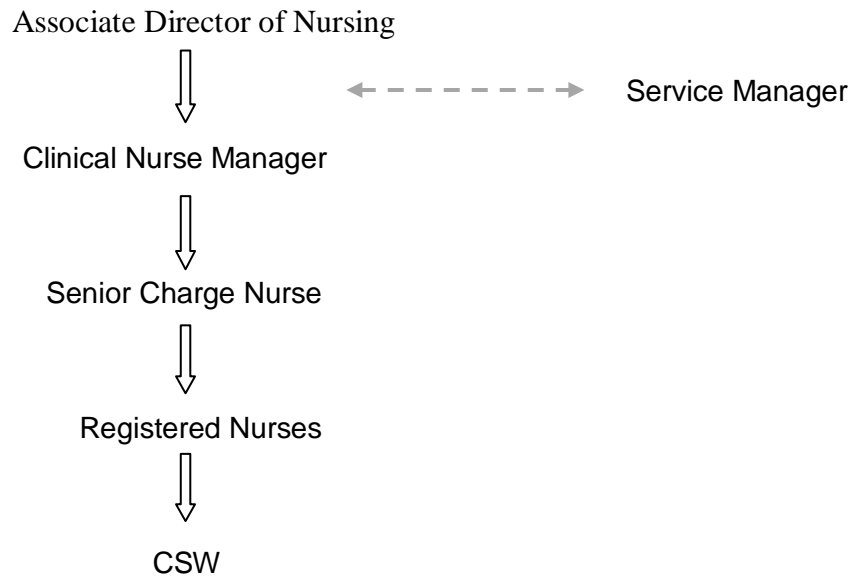 Associate Director of Nursing
Service Manager
Clinical Nurse Manager
Senior Charge Nurse
Registered Nurses
CSW